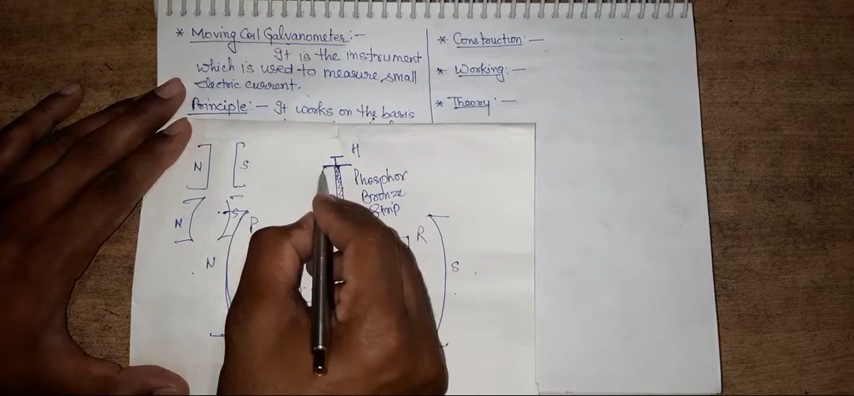 * Moving Coil Galvanometer:-
It is the instrument
which is used to measure small
electric current.
Principle:- It works on the basis
* Construction:-
* Working:-
* Theory:-
H
N S
Phosphor
Bronze
Strip
N S
P R
N S